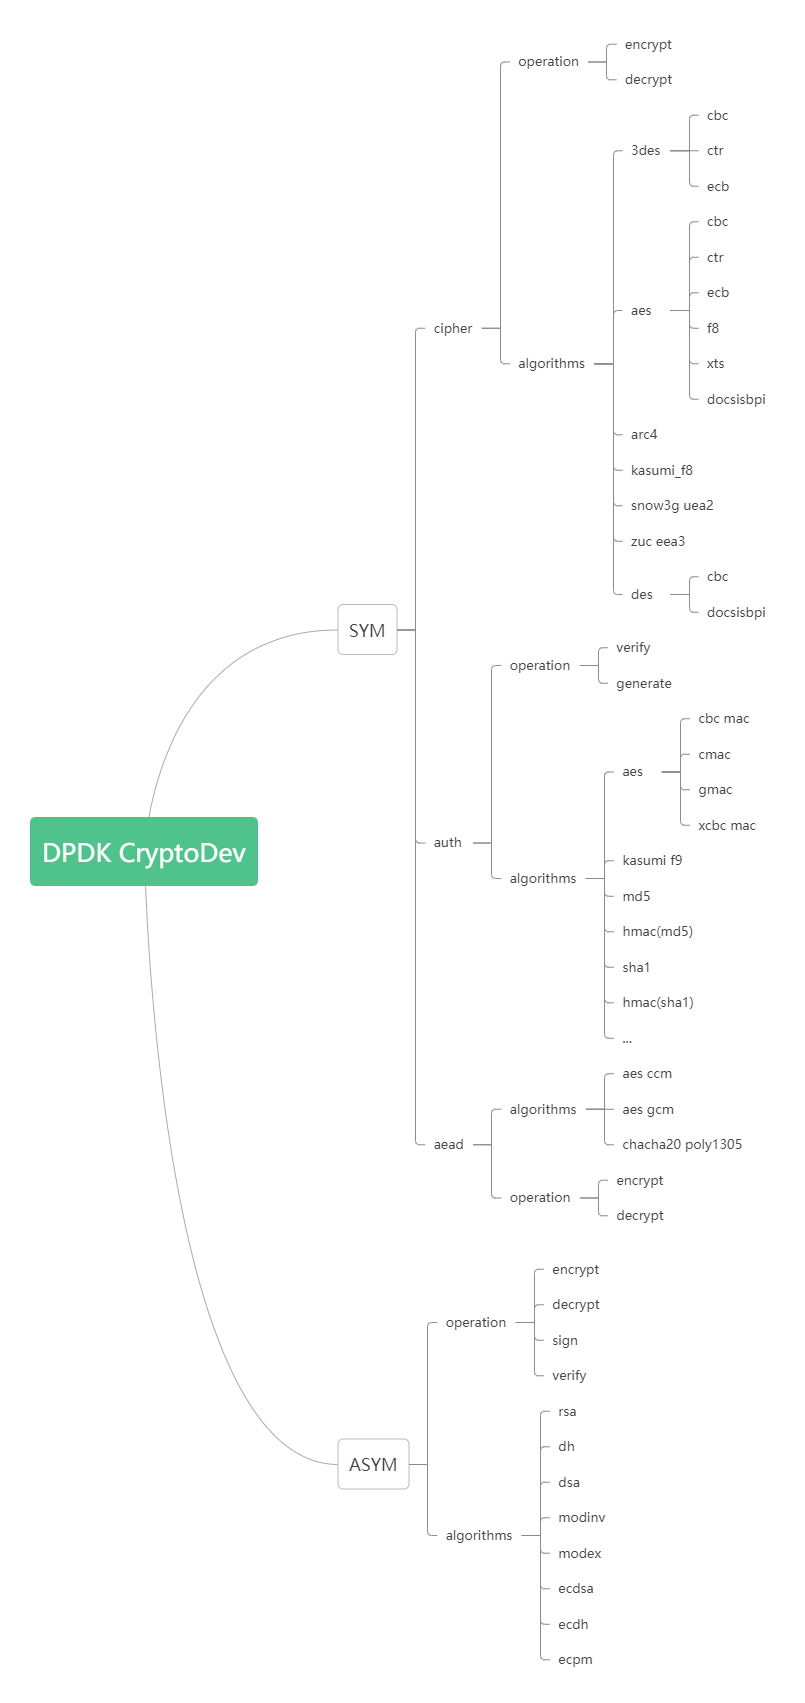 DPDK CryptoDev
SYM
cipher
operation
encrypt
decrypt
algorithms
3des
cbc
ctr
ecb
aes
cbc
ctr
ecb
f8
xts
docsisbpi
arc4
kasumi_f8
snow3g uea2
zuc eea3
des
cbc
docsisbpi
auth
operation
verify
generate
algorithms
aes
cbc mac
cmac
gmac
xcbc mac
kasumi f9
md5
hmac(md5)
sha1
hmac(sha1)
...
aead
algorithms
aes ccm
aes gcm
chacha20 poly1305
operation
encrypt
decrypt
ASYM
operation
encrypt
decrypt
sign
verify
algorithms
rsa
dh
dsa
modinv
modex
ecdsa
ecdh
ecpm